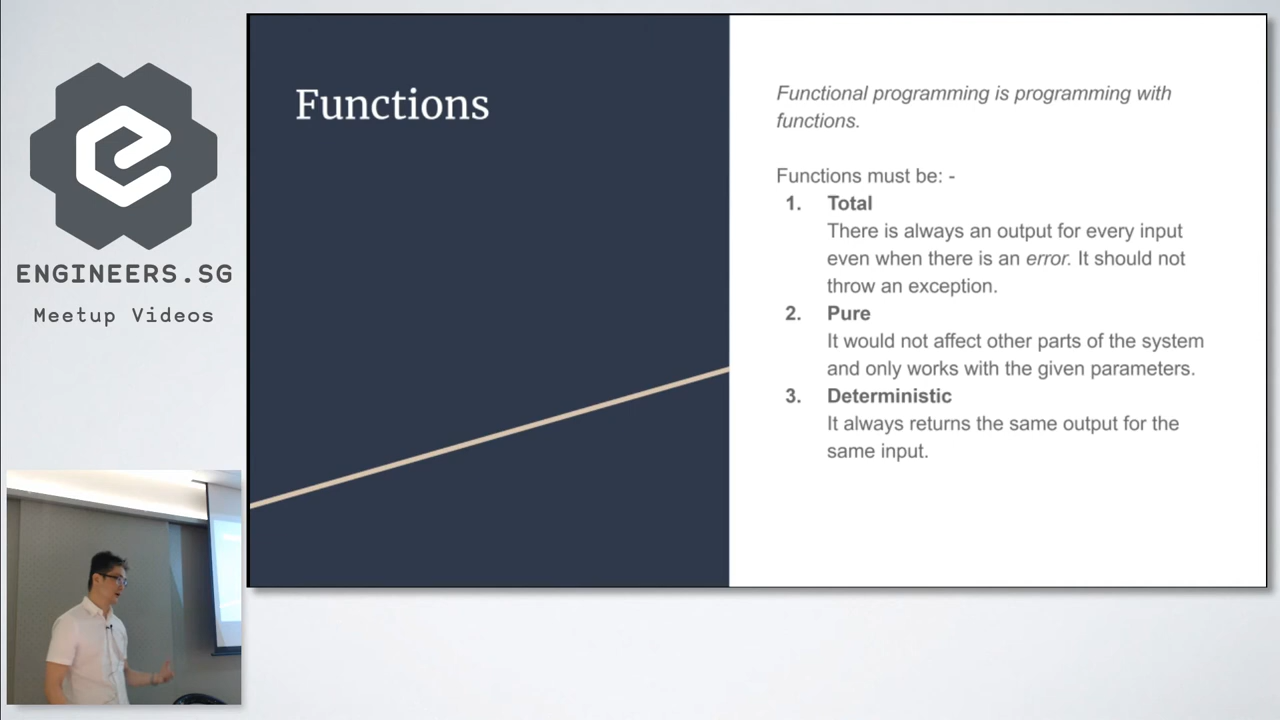 ENGINEERS.SG
Meetup Videos
Functions
Functional programming is programming with
functions.
Functions must be: -
1. Total
There is always an output for every input
even when there is an error. It should not
throw an exception.
2. Pure
It would not affect other parts of the system
and only works with the given parameters.
3. Deterministic
It always returns the same output for the
same input.